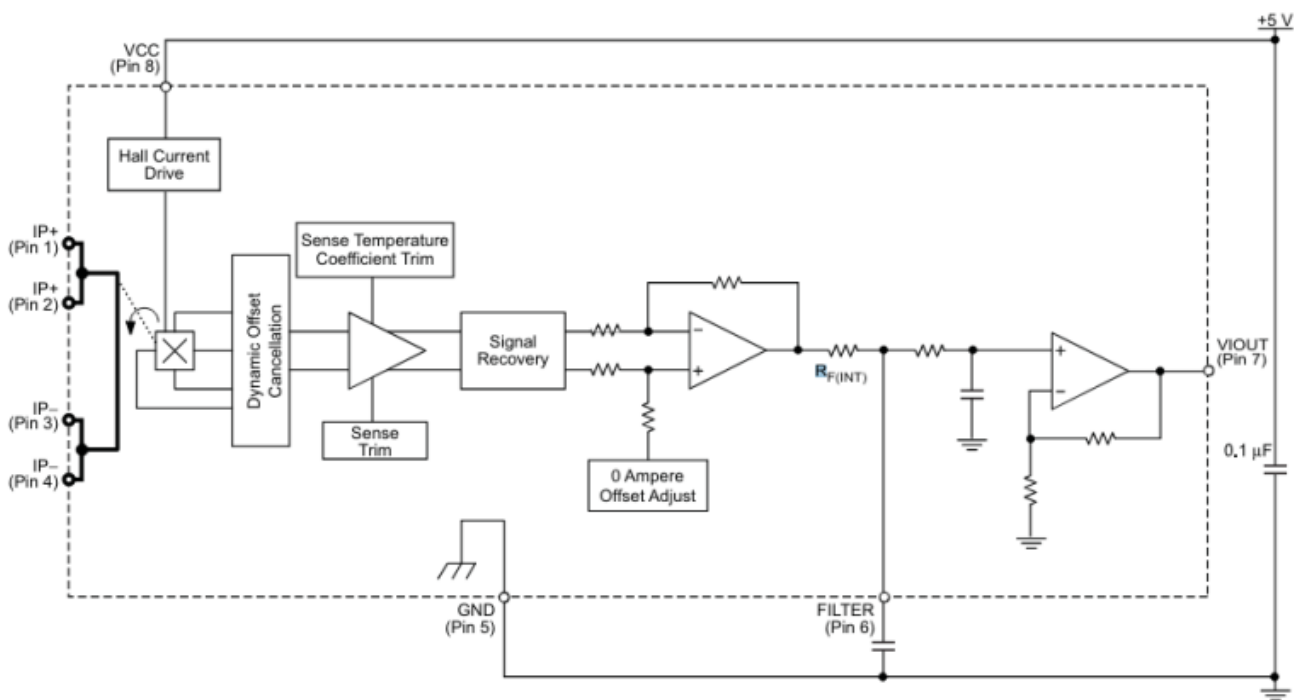 +5 V
VCC
(Pin 8)
Hall Current
Drive
IP+
(Pin 1)
IP+
(Pin 2)
IP–
(Pin 3)
IP–
(Pin 4)
Dynamic Offset
Cancellation
Sense Temperature
Coefficient Trim
Sense
Trim
Signal
Recovery
0 Ampere
Offset Adjust
RF(INT)
VIOUT
(Pin 7)
0.1 μF
GND
(Pin 5)
FILTER
(Pin 6)